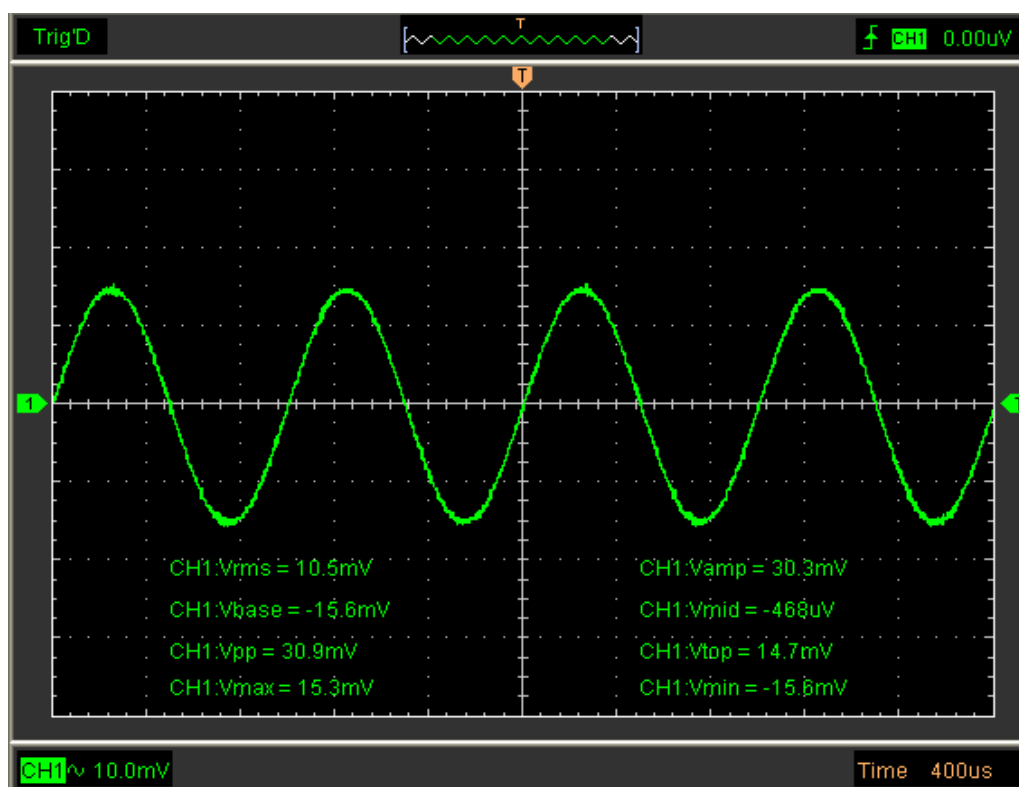 Trig'D
T
CH1 0.00uV
T
1
CH1:Vrms = 10.5mV
CH1:Vamp = 30.3mV
CH1:Vbase = -15.6mV
CH1:Vmid = -468uV
CH1:Vpp = 30.9mV
CH1:Vtop = 14.7mV
CH1:Vmax = 15.3mV
CH1:Vmin = -15.6mV
CH1 10.0mV
Time 400us